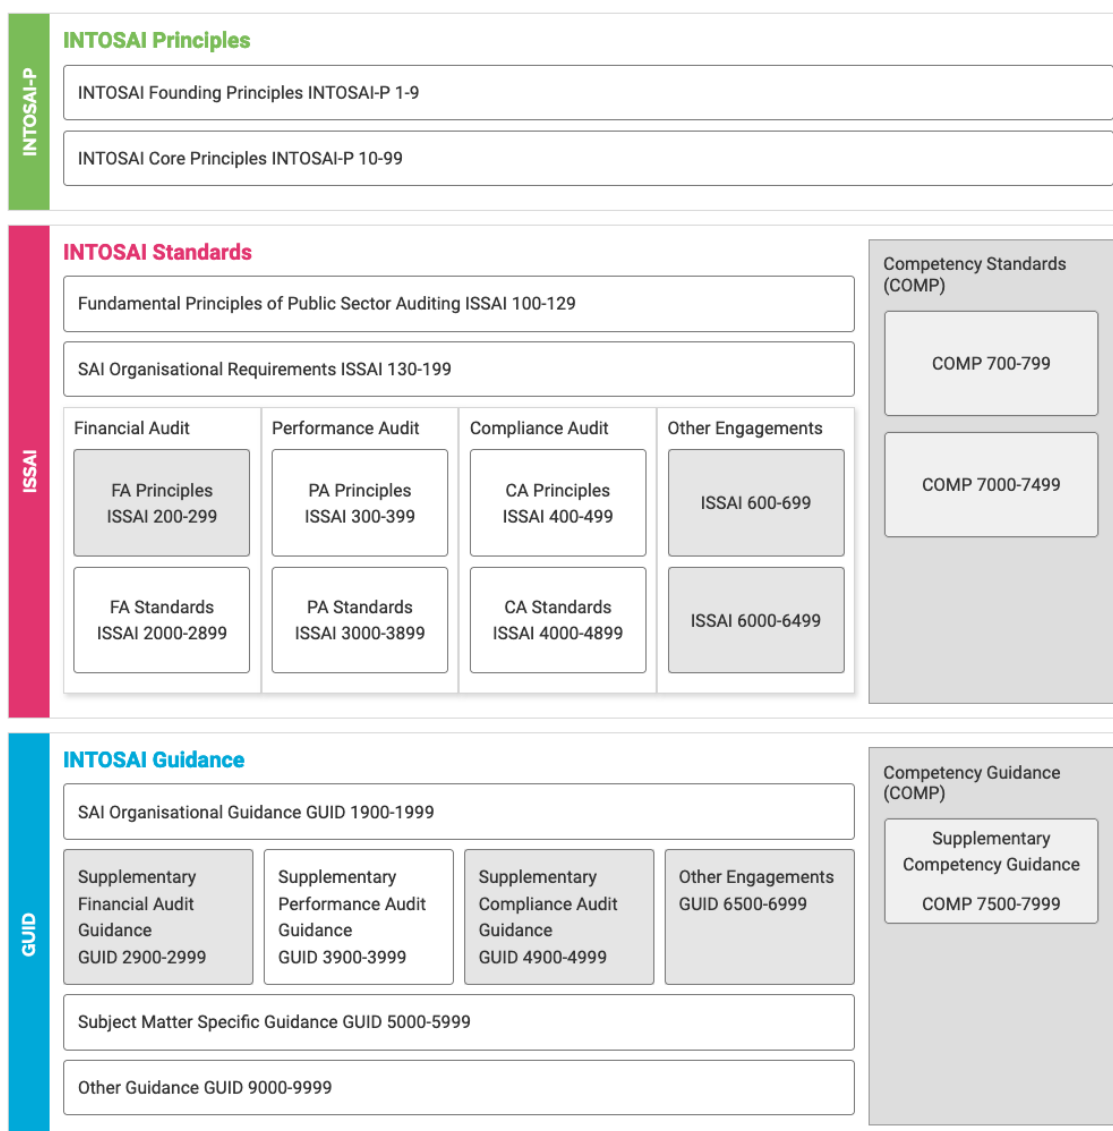 INTOSAI-P
INTOSAI Principles
INTOSAI Founding Principles INTOSAI-P 1-9
INTOSAI Core Principles INTOSAI-P 10-99
ISSAI
INTOSAI Standards
Fundamental Principles of Public Sector Auditing ISSAI 100-129
SAI Organisational Requirements ISSAI 130-199
Financial Audit
FA Principles
ISSAI 200-299
FA Standards
ISSAI 2000-2899
Performance Audit
PA Principles
ISSAI 300-399
PA Standards
ISSAI 3000-3899
Compliance Audit
CA Principles
ISSAI 400-499
CA Standards
ISSAI 4000-4899
Other Engagements
ISSAI 600-699
ISSAI 6000-6499
Competency Standards
(COMP)
COMP 700-799
COMP 7000-7499
GUID
INTOSAI Guidance
SAI Organisational Guidance GUID 1900-1999
Supplementary
Financial Audit
Guidance
GUID 2900-2999
Supplementary
Performance Audit
Guidance
GUID 3900-3999
Supplementary
Compliance Audit
Guidance
GUID 4900-4999
Other Engagements
GUID 6500-6999
Subject Matter Specific Guidance GUID 5000-5999
Other Guidance GUID 9000-9999
Competency Guidance
(COMP)
Supplementary
Competency Guidance
COMP 7500-7999